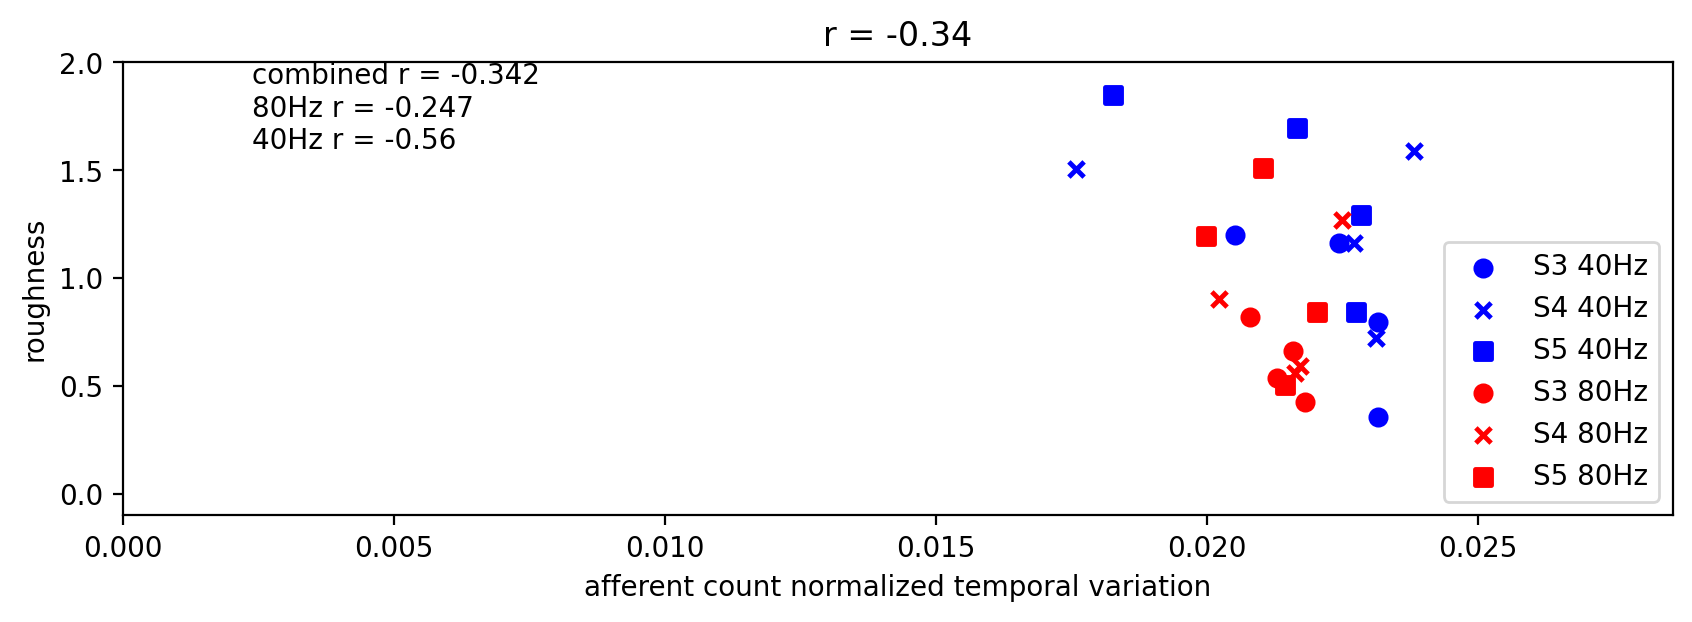 r = -0.34
combined r = -0.342
80Hz r = -0.247
40Hz r = -0.56
2.0
1.5
1.0
0.5
0.0
roughness
S3 40Hz
S4 40Hz
S5 40Hz
S3 80Hz
S4 80Hz
S5 80Hz
0.000 0.005 0.010 0.015 0.020 0.025
afferent count normalized temporal variation